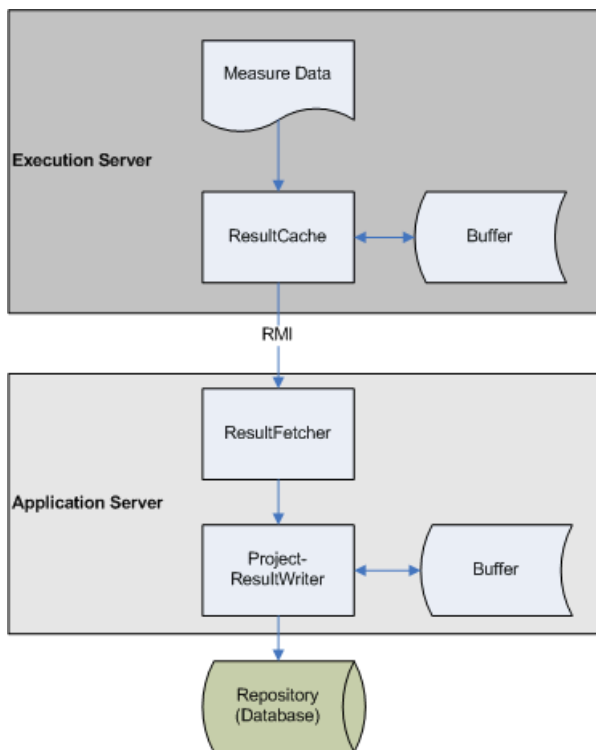 Measure Data
Execution Server
ResultCache
Buffer
RMI
ResultFetcher
Application Server
Project-
ResultWriter
Buffer
Repository
(Database)